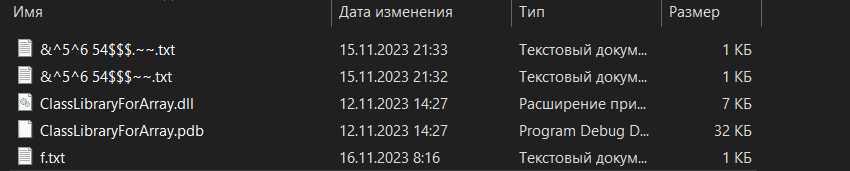 Имя Дата изменения Тип Размер
&^5^6 54$$$.~~.txt 15.11.2023 21:33 Текстовый докум... 1 КБ
&^5^6 54$$$~~.txt 15.11.2023 21:32 Текстовый докум... 1 КБ
ClassLibraryForArray.dll 12.11.2023 14:27 Расширение при... 7 КБ
ClassLibraryForArray.pdb 12.11.2023 14:27 Program Debug D... 32 КБ
f.txt 16.11.2023 8:16 Текстовый докум... 1 КБ